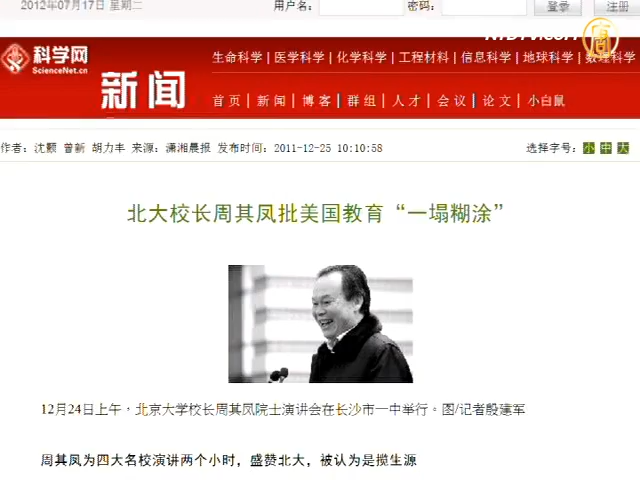 2012年07月17日 星期二
用户名: 密码: 登录 注册
NTDTV.com
科学网
ScienceNet.cn
新闻
生命科学 | 医学科学 | 化学科学 | 工程材料 | 信息科学 | 地球科学 | 数理科学
首页 | 新闻 | 博客 | 群组 | 人才 | 会议 | 论文 | 小白鼠
作者: 沈颢 曾新 胡力丰 来源: 潇湘晨报 发布时间: 2011-12-25 10:10:58
选择字号: 小 中 大
北大校长周其凤批美国教育“一塌糊涂”
12月24日上午，北京大学校长周其凤院士演讲会在长沙市一中举行。图/记者殷建军
周其凤为四大名校演讲两个小时，盛赞北大，被认为是揽生源